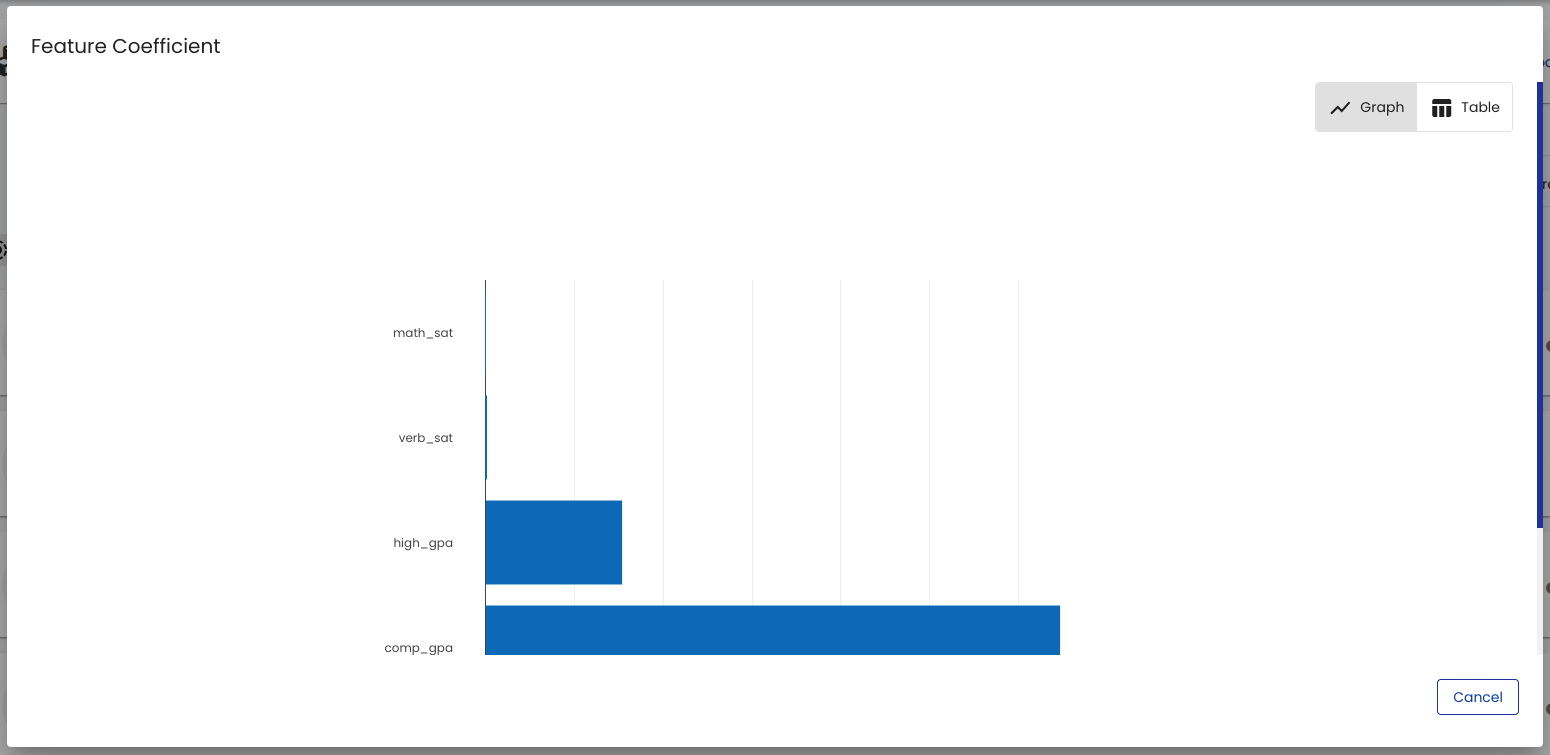 Feature Coefficient
Graph
Table
math_sat
verb_sat
high_gpa
comp_gpa
Cancel